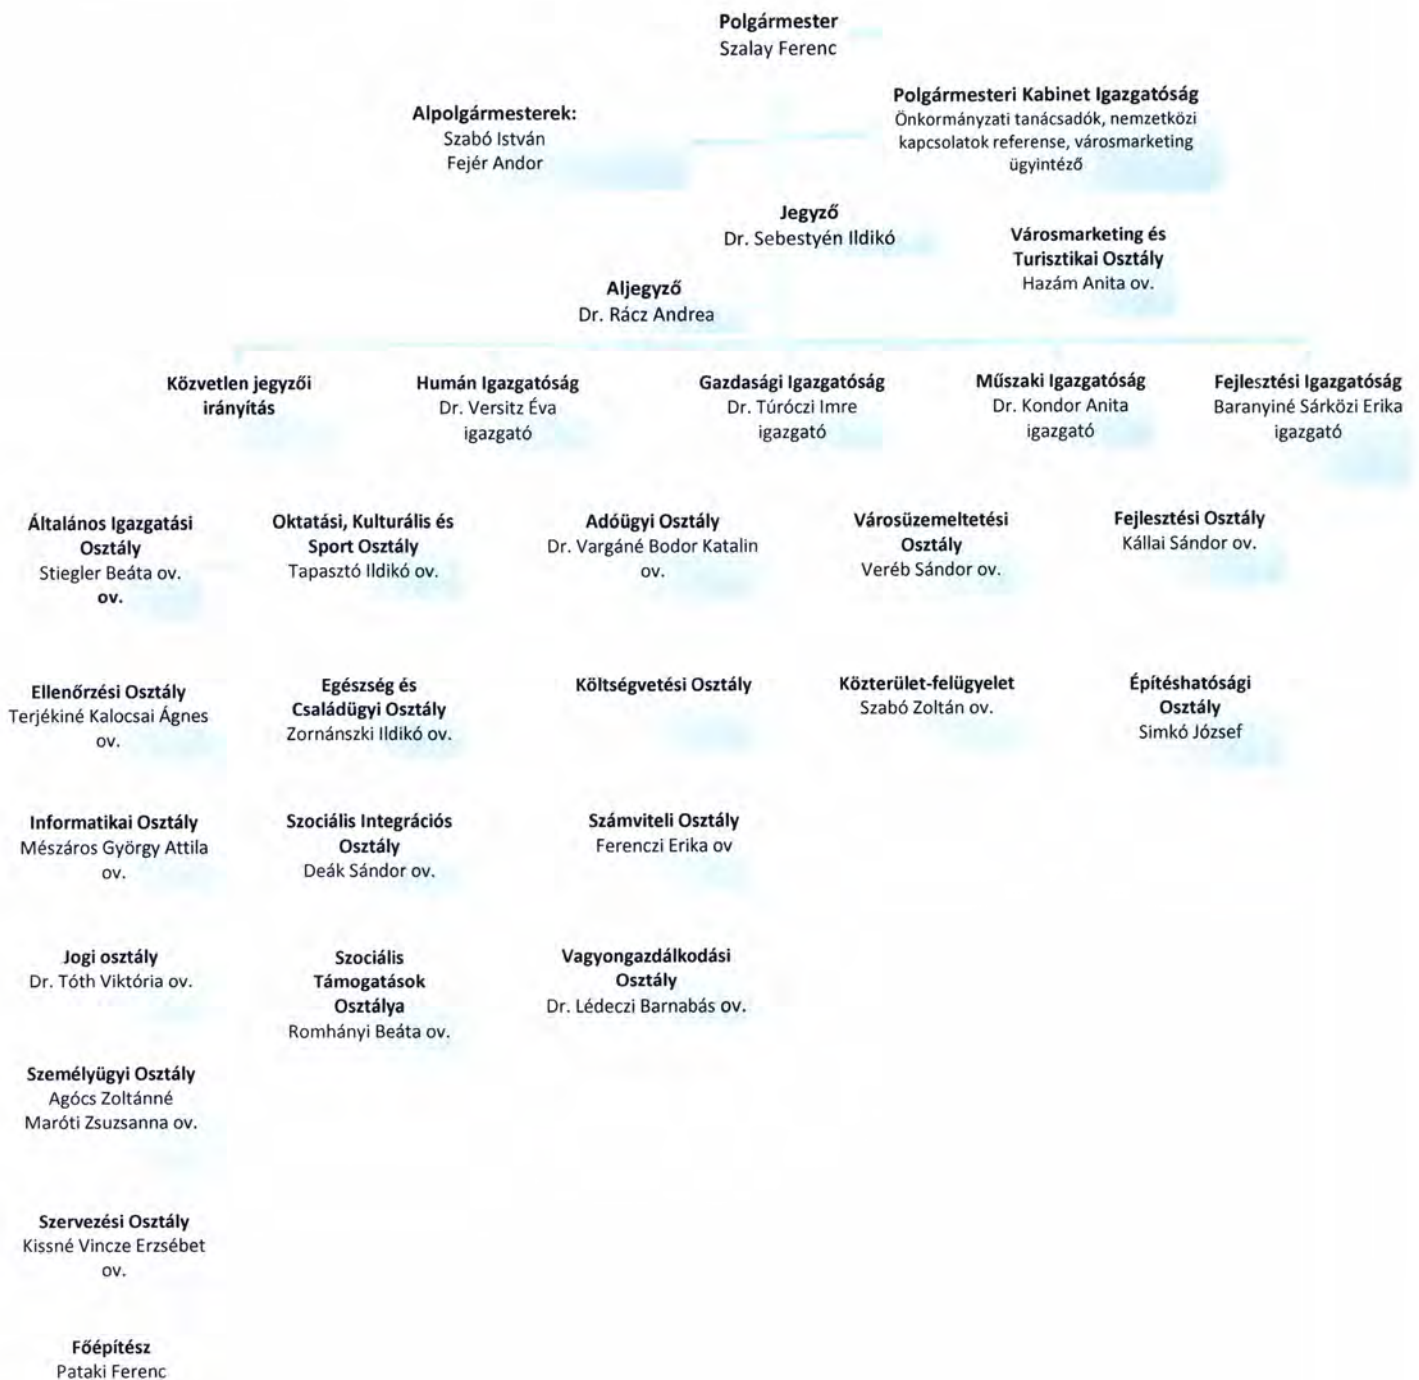 Polgármester
Szalay Ferenc
Alpolgármesterek:
Szabó István
Fejér Andor
Polgármesteri Kabinet Igazgatóság
Önkormányzati tanácsadók, nemzetközi
kapcsolatok referense, városmarketing
ügyintéző
Jegyző
Dr. Sebestyén Ildikó
Városmarketing és
Turisztikai Osztály
Hazám Anita ov.
Aljegyző
Dr. Rácz Andrea
Közvetlen jegyzői
irányítás
Humán Igazgatóság
Dr. Versitz Éva
igazgató
Gazdasági Igazgatóság
Dr. Túróczi Imre
igazgató
Műszaki Igazgatóság
Dr. Kondor Anita
igazgató
Fejlesztési Igazgatóság
Baranyiné Sárközi Erika
igazgató
Általános Igazgatási
Osztály
Stiegler Beáta ov.
ov.
Oktatási, Kulturális és
Sport Osztály
Tapasztó Ildikó ov.
Adóügyi Osztály
Dr. Vargáné Bodor Katalin
ov.
Városüzemeltetési
Osztály
Veréb Sándor ov.
Fejlesztési Osztály
Kállai Sándor ov.
Ellenőrzési Osztály
Terjékiné Kalocsai Ágnes
ov.
Egészség és
Családügyi Osztály
Zornánszki Ildikó ov.
Költségvetési Osztály
Közterület-felügyelet
Szabó Zoltán ov.
Építéshatósági
Osztály
Simkó József
Informatikai Osztály
Mészáros György Attila
ov.
Szociális Integrációs
Osztály
Deák Sándor ov.
Számviteli Osztály
Ferenczi Erika ov
Jogi osztály
Dr. Tóth Viktória ov.
Szociális
Támogatások
Osztálya
Romhányi Beáta ov.
Vagyongazdálkodási
Osztály
Dr. Lédeczi Barnabás ov.
Személyügyi Osztály
Agócs Zoltánné
Maróti Zsuzsanna ov.
Szervezési Osztály
Kissné Vincze Erzsébet
ov.
Főépítész
Pataki Ferenc